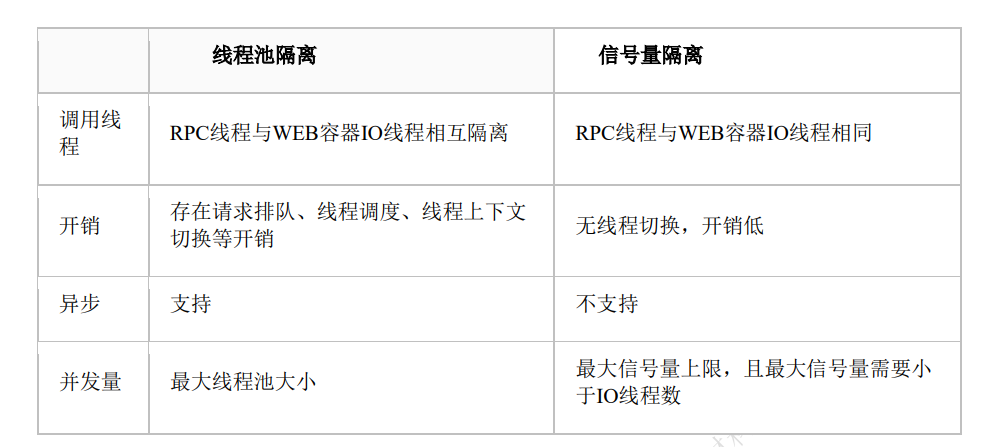 线程池隔离 信号量隔离
调用线
程
RPC线程与WEB容器IO线程相互隔离
RPC线程与WEB容器IO线程相同
开销
存在请求排队、线程调度、线程上下文
切换等开销
无线程切换，开销低
异步
支持
不支持
并发量
最大线程池大小
最大信号量上限，且最大信号量需要小
于IO线程数